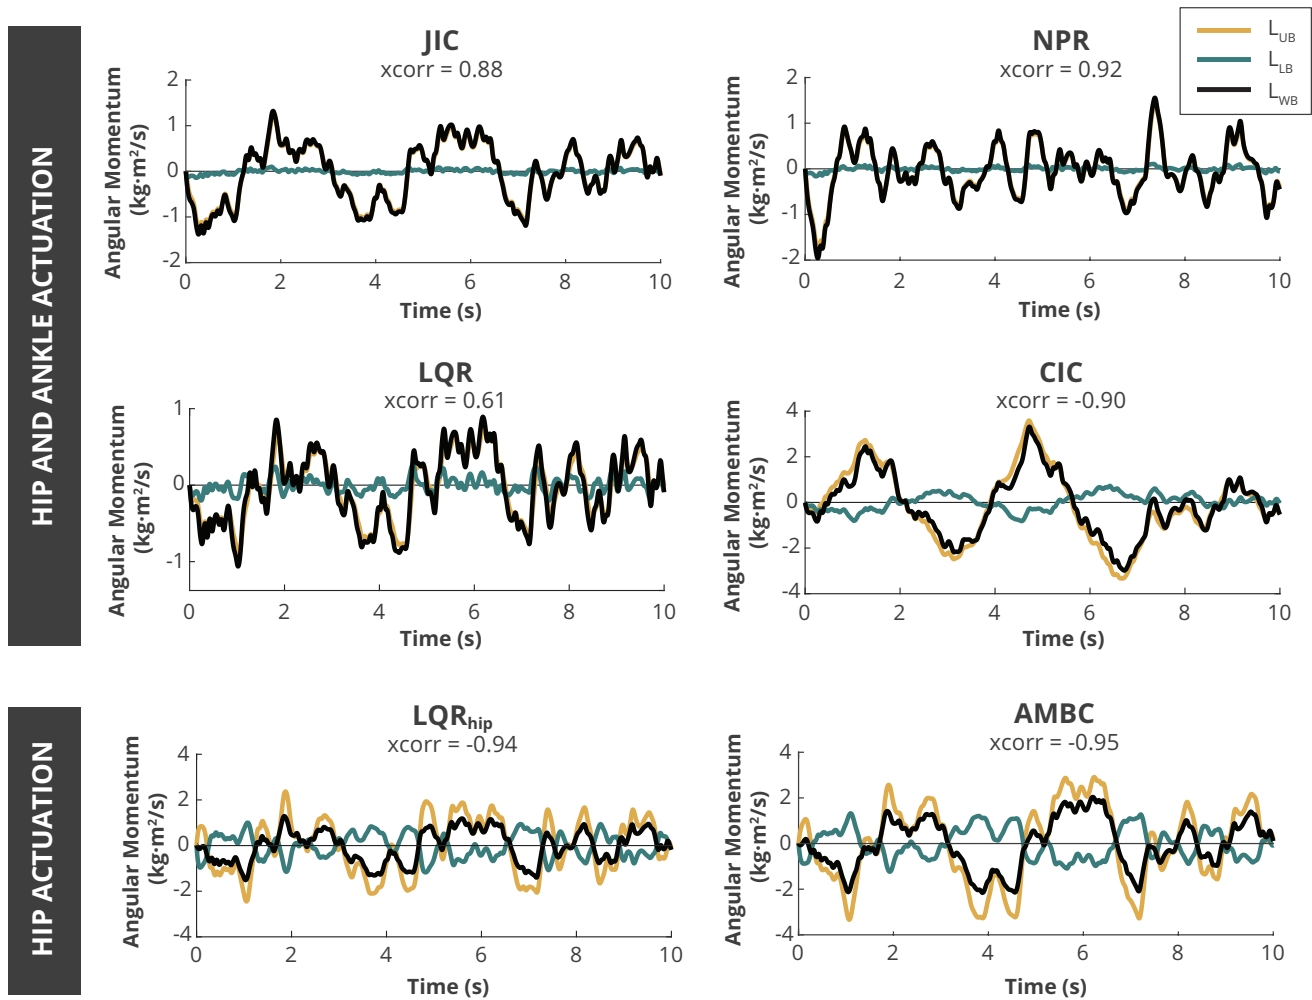 HIP AND ANKLE ACTUATION
JIC
xcorr = 0.88
Angular Momentum
(kg·m²/s)
2
1
0
-1
-2
0 2 4 6 8 10
Time (s)
NPR
xcorr = 0.92
Angular Momentum
(kg·m²/s)
2
1
0
-1
-2
0 2 4 6 8 10
Time (s)
L_UB
L_LB
L_WB
LQR
xcorr = 0.61
Angular Momentum
(kg·m²/s)
1
0
-1
0 2 4 6 8 10
Time (s)
CIC
xcorr = -0.90
Angular Momentum
(kg·m²/s)
4
2
0
-2
-4
0 2 4 6 8 10
Time (s)
HIP ACTUATION
LQR_hip
xcorr = -0.94
Angular Momentum
(kg·m²/s)
4
2
0
-2
-4
0 2 4 6 8 10
Time (s)
AMBC
xcorr = -0.95
Angular Momentum
(kg·m²/s)
4
2
0
-2
-4
0 2 4 6 8 10
Time (s)